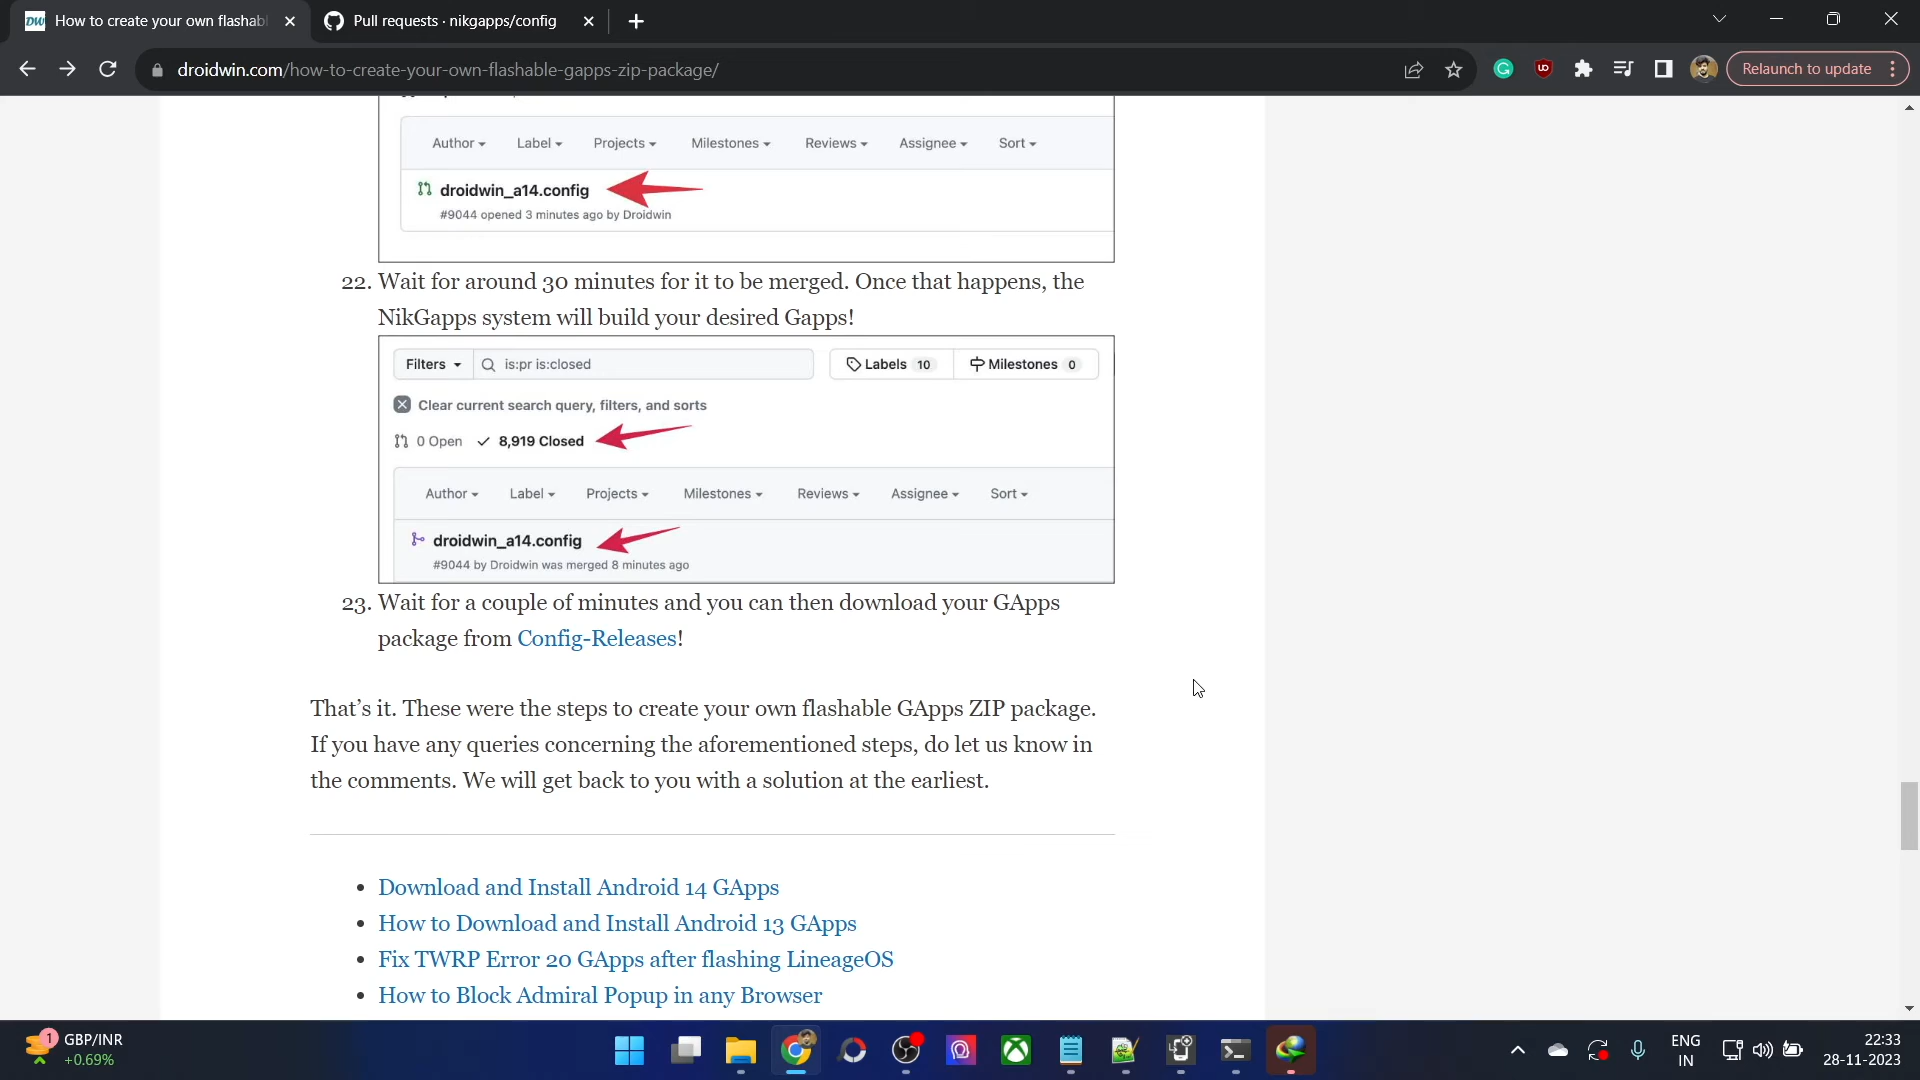 DW How to create your own flashabl
Pull requests · nikgapps/config
droidwin.com/how-to-create-your-own-flashable-gapps-zip-package/
Relaunch to update
Author Label Projects Milestones Reviews Assignee Sort
droidwin_a14.config
#9044 opened 3 minutes ago by Droidwin
22. Wait for around 30 minutes for it to be merged. Once that happens, the
NikGapps system will build your desired Gapps!
Filters is:pr is:closed Labels 10 Milestones 0
Clear current search query, filters, and sorts
0 Open 8,919 Closed
Author Label Projects Milestones Reviews Assignee Sort
droidwin_a14.config
#9044 by Droidwin was merged 8 minutes ago
23. Wait for a couple of minutes and you can then download your GApps
package from Config-Releases!
That's it. These were the steps to create your own flashable GApps ZIP package.
If you have any queries concerning the aforementioned steps, do let us know in
the comments. We will get back to you with a solution at the earliest.
• Download and Install Android 14 GApps
• How to Download and Install Android 13 GApps
• Fix TWRP Error 20 GApps after flashing LineageOS
• How to Block Admiral Popup in any Browser
1 GBP/INR
+0.69%
ENG
IN
22:33
28-11-2023